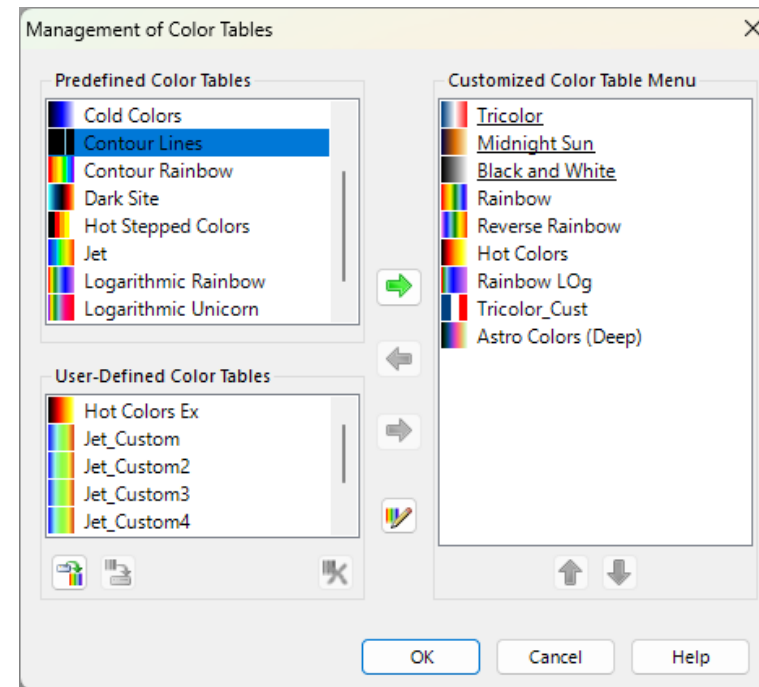 Management of Color Tables
Predefined Color Tables
Cold Colors
Contour Lines
Contour Rainbow
Dark Site
Hot Stepped Colors
Jet
Logarithmic Rainbow
Logarithmic Unicorn
User-Defined Color Tables
Hot Colors Ex
Jet_Custom
Jet_Custom2
Jet_Custom3
Jet_Custom4
Customized Color Table Menu
Tricolor
Midnight Sun
Black and White
Rainbow
Reverse Rainbow
Hot Colors
Rainbow LOg
Tricolor_Cust
Astro Colors (Deep)
OK
Cancel
Help